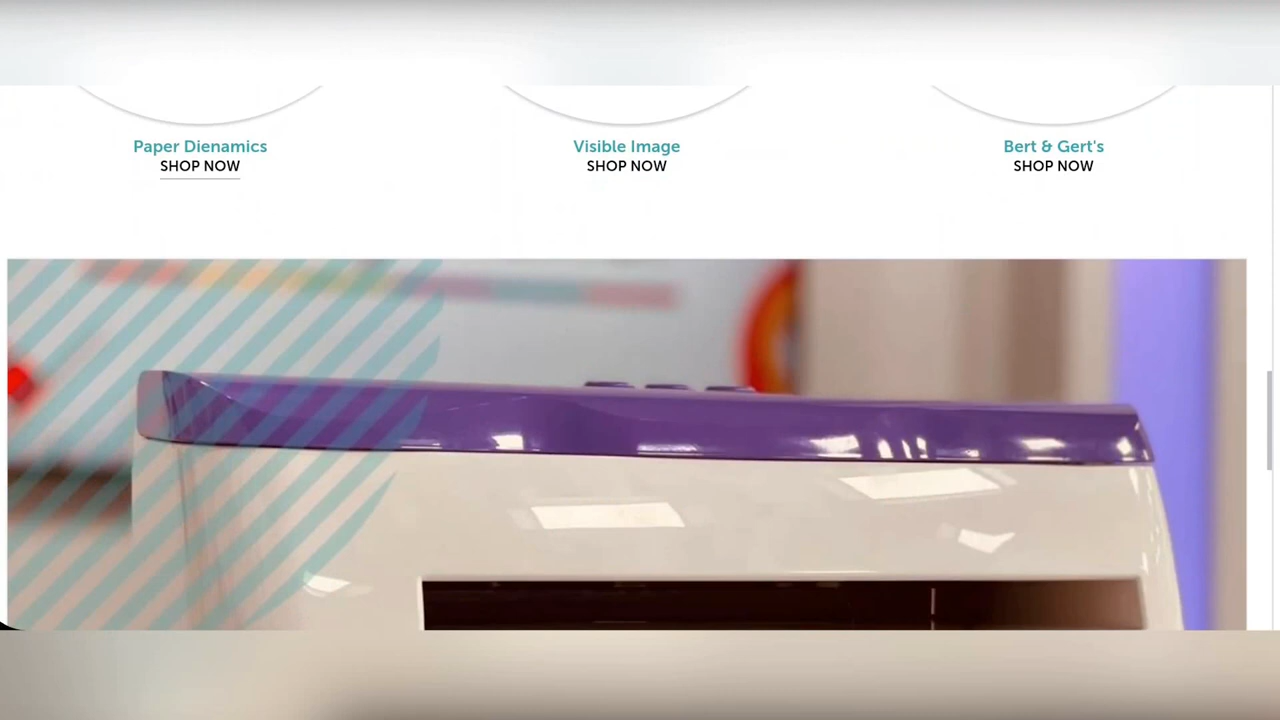 Paper Dienamics
SHOP NOW
Visible Image
SHOP NOW
Bert & Gert's
SHOP NOW